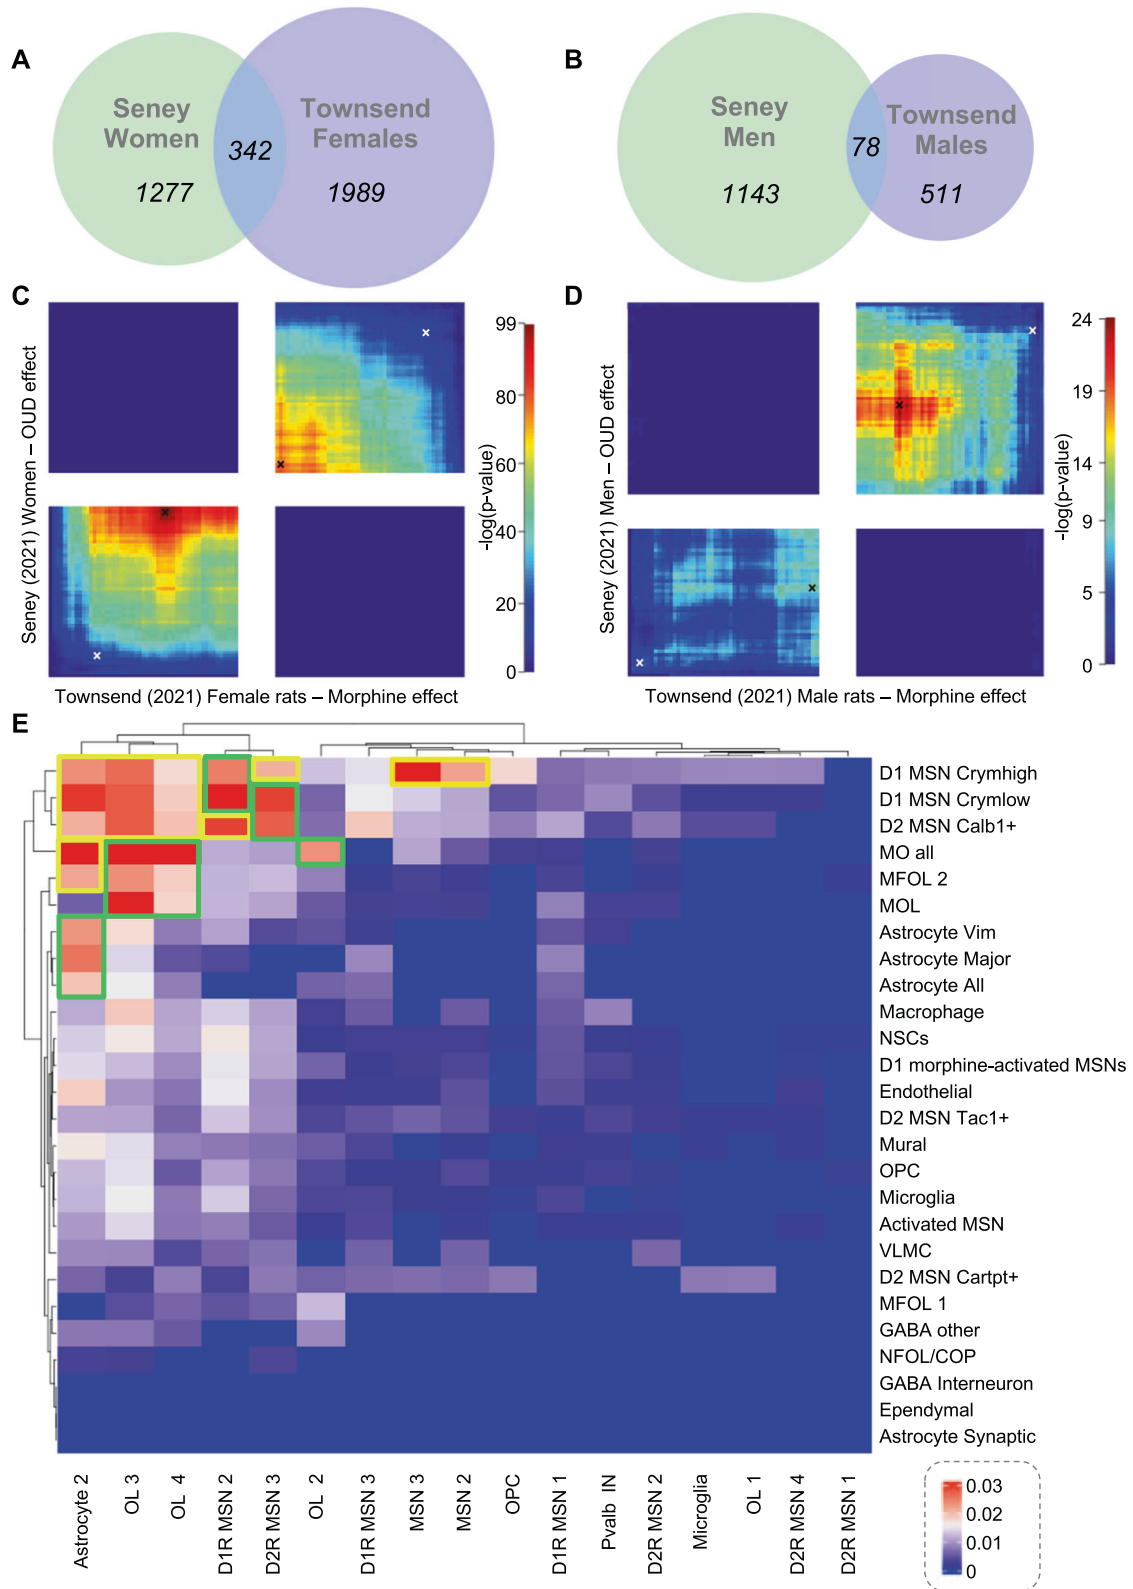 A
Seney
Women
1277
342
Townsend
Females
1989
B
Seney
Men
1143
78
Townsend
Males
511
C
Seney (2021) Women – OUD effect
Townsend (2021) Female rats – Morphine effect
99
80
60
40
20
0
-log(p-value)
D
Seney (2021) Men – OUD effect
Townsend (2021) Male rats – Morphine effect
24
19
14
9
5
0
-log(p-value)
E
D1 MSN Crymhigh
D1 MSN Crymlow
D2 MSN Calb1+
MO all
MFOL 2
MOL
Astrocyte Vim
Astrocyte Major
Astrocyte All
Macrophage
NSCs
D1 morphine-activated MSNs
Endothelial
D2 MSN Tac1+
Mural
OPC
Microglia
Activated MSN
VLMC
D2 MSN Cartpt+
MFOL 1
GABA other
NFOL/COP
GABA Interneuron
Ependymal
Astrocyte Synaptic
Astrocyte 2
OL 3
OL 4
D1R MSN 2
D2R MSN 3
OL 2
D1R MSN 3
MSN 3
MSN 2
OPC
D1R MSN 1
Pvalb IN
D2R MSN 2
Microglia
OL 1
D2R MSN 4
D2R MSN 1
0.03
0.02
0.01
0